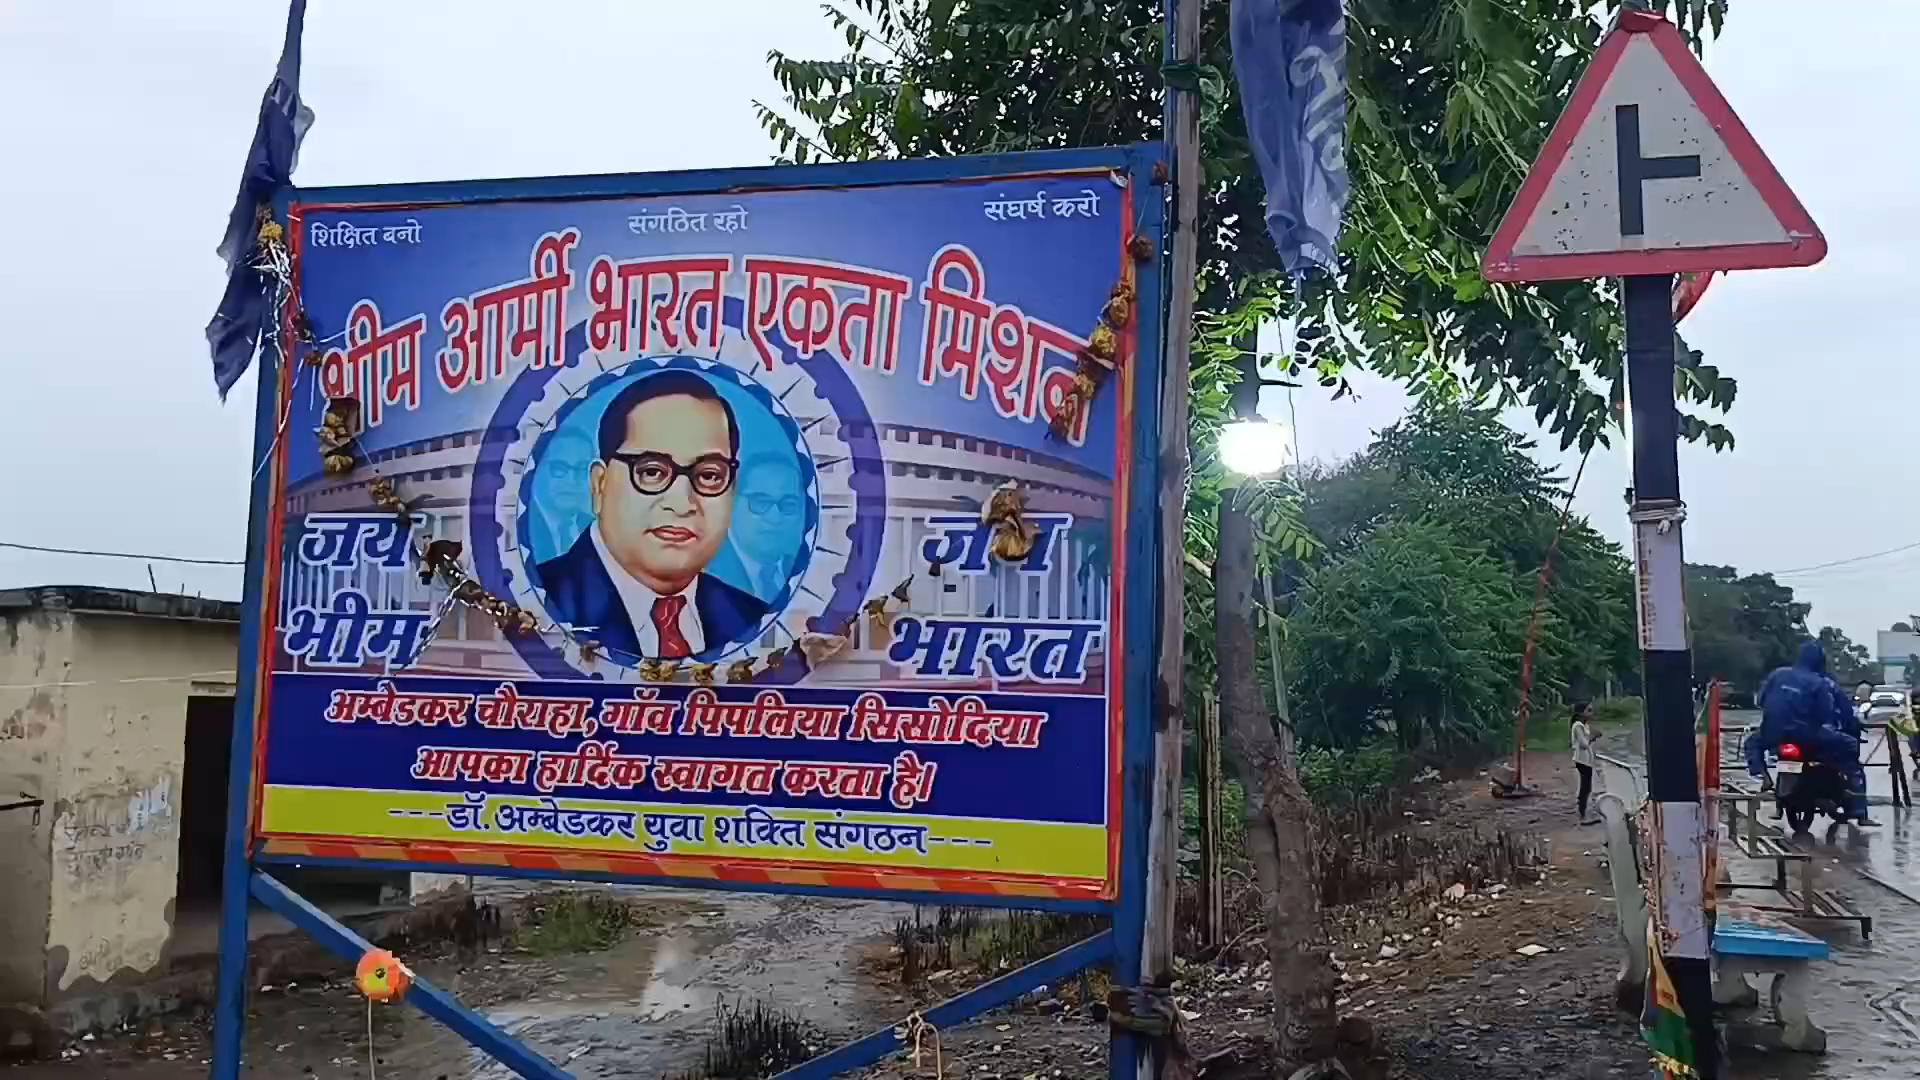 शिक्षित बनो
संगठित रहो
संघर्ष करो
भीम आर्मी भारत एकता मिशन
जय
भीम
जय
भारत
अम्बेडकर चौराहा, गॉव पिपलिया सिसोदिया
आपका हार्दिक स्वागत करता है।
---डॉ. अम्बेडकर युवा शक्ति संगठन---